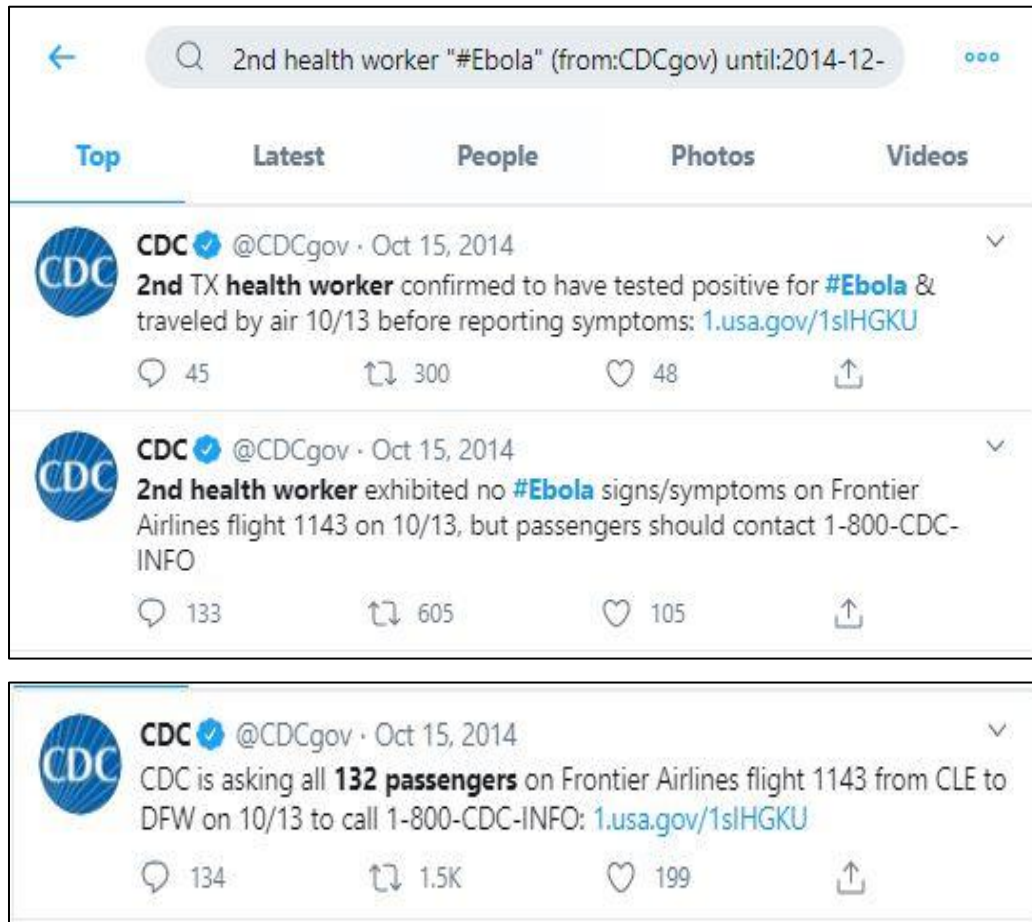 2nd health worker "#Ebola" (from:CDCgov) until:2014-12-
Top Latest People Photos Videos
CDC
CDC @CDCgov · Oct 15, 2014
2nd TX health worker confirmed to have tested positive for #Ebola &
traveled by air 10/13 before reporting symptoms: 1.usa.gov/1slHGKU
45 300 48
CDC
CDC @CDCgov · Oct 15, 2014
2nd health worker exhibited no #Ebola signs/symptoms on Frontier
Airlines flight 1143 on 10/13, but passengers should contact 1-800-CDC-
INFO
133 605 105
CDC
CDC @CDCgov · Oct 15, 2014
CDC is asking all 132 passengers on Frontier Airlines flight 1143 from CLE to
DFW on 10/13 to call 1-800-CDC-INFO: 1.usa.gov/1slHGKU
134 1.5K 199